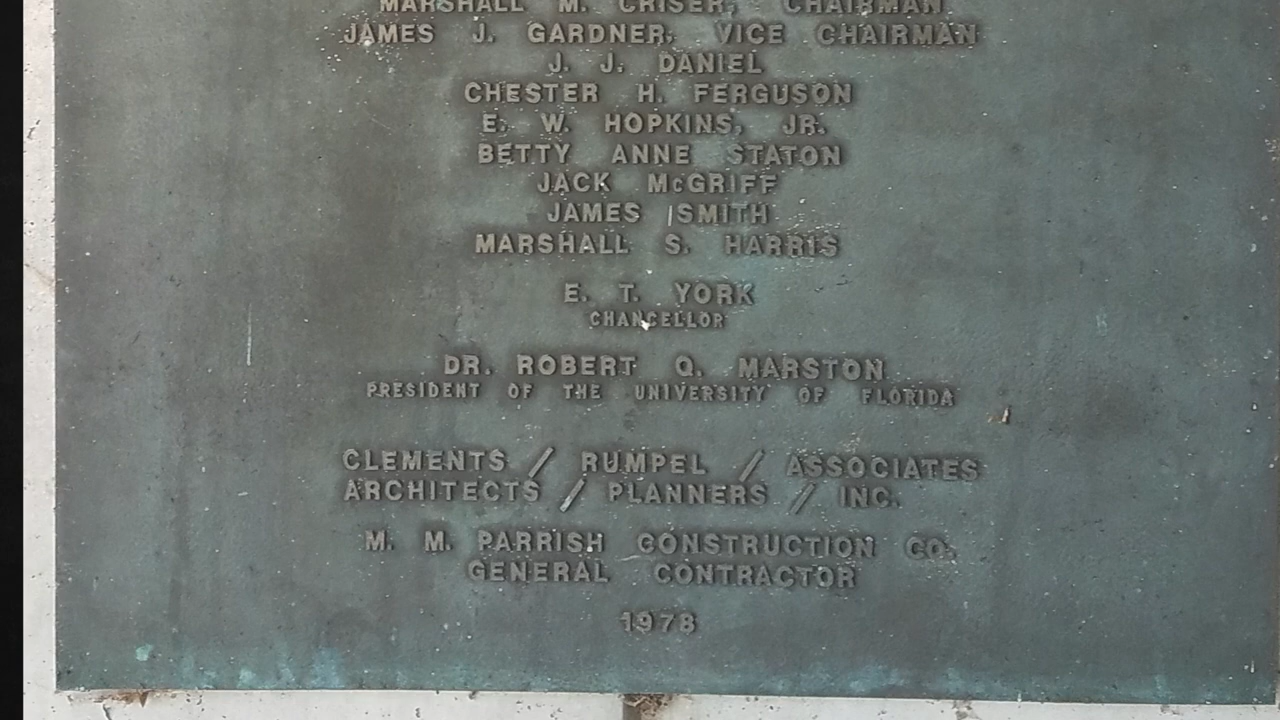 MARSHALL M. CRISER, CHAIRMAN
JAMES J. GARDNER, VICE CHAIRMAN
J. J. DANIEL
CHESTER H. FERGUSON
E. W. HOPKINS, JR.
BETTY ANNE STATON
JACK McGRIFF
JAMES SMITH
MARSHALL S. HARRIS
E. T. YORK
CHANCELLOR
DR. ROBERT Q. MARSTON
PRESIDENT OF THE UNIVERSITY OF FLORIDA
CLEMENTS / RUMPEL / ASSOCIATES
ARCHITECTS / PLANNERS / INC.
M. M. PARRISH CONSTRUCTION CO.
GENERAL CONTRACTOR
1978